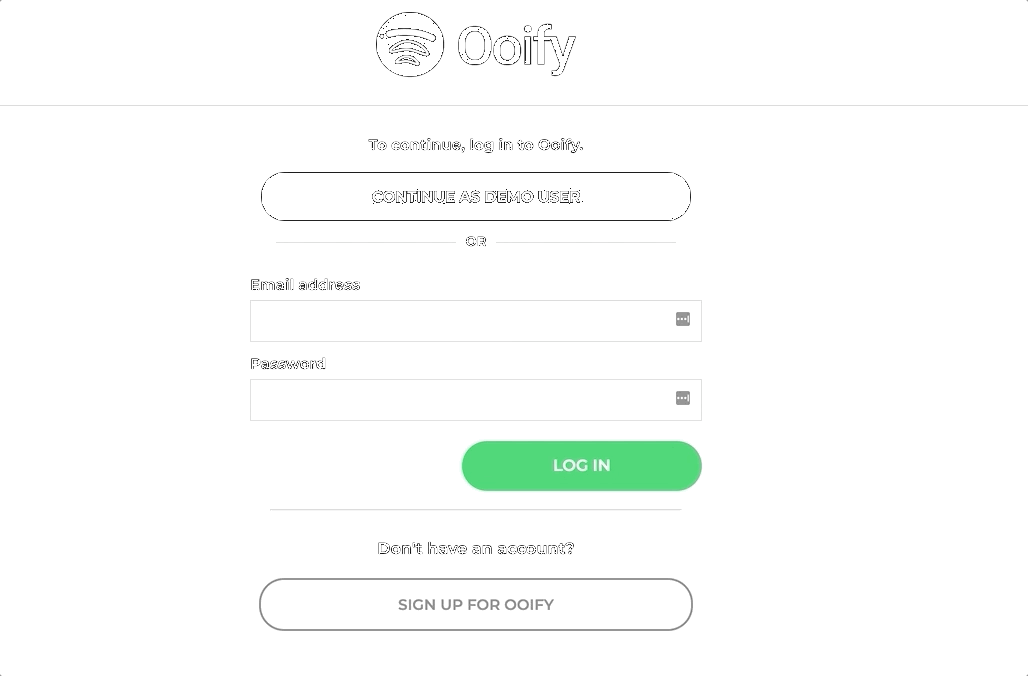 Ooify
To continue, log in to Ooify.
CONTINUE AS DEMO USER
OR
Email address
Password
LOG IN
Don't have an account?
SIGN UP FOR OOIFY